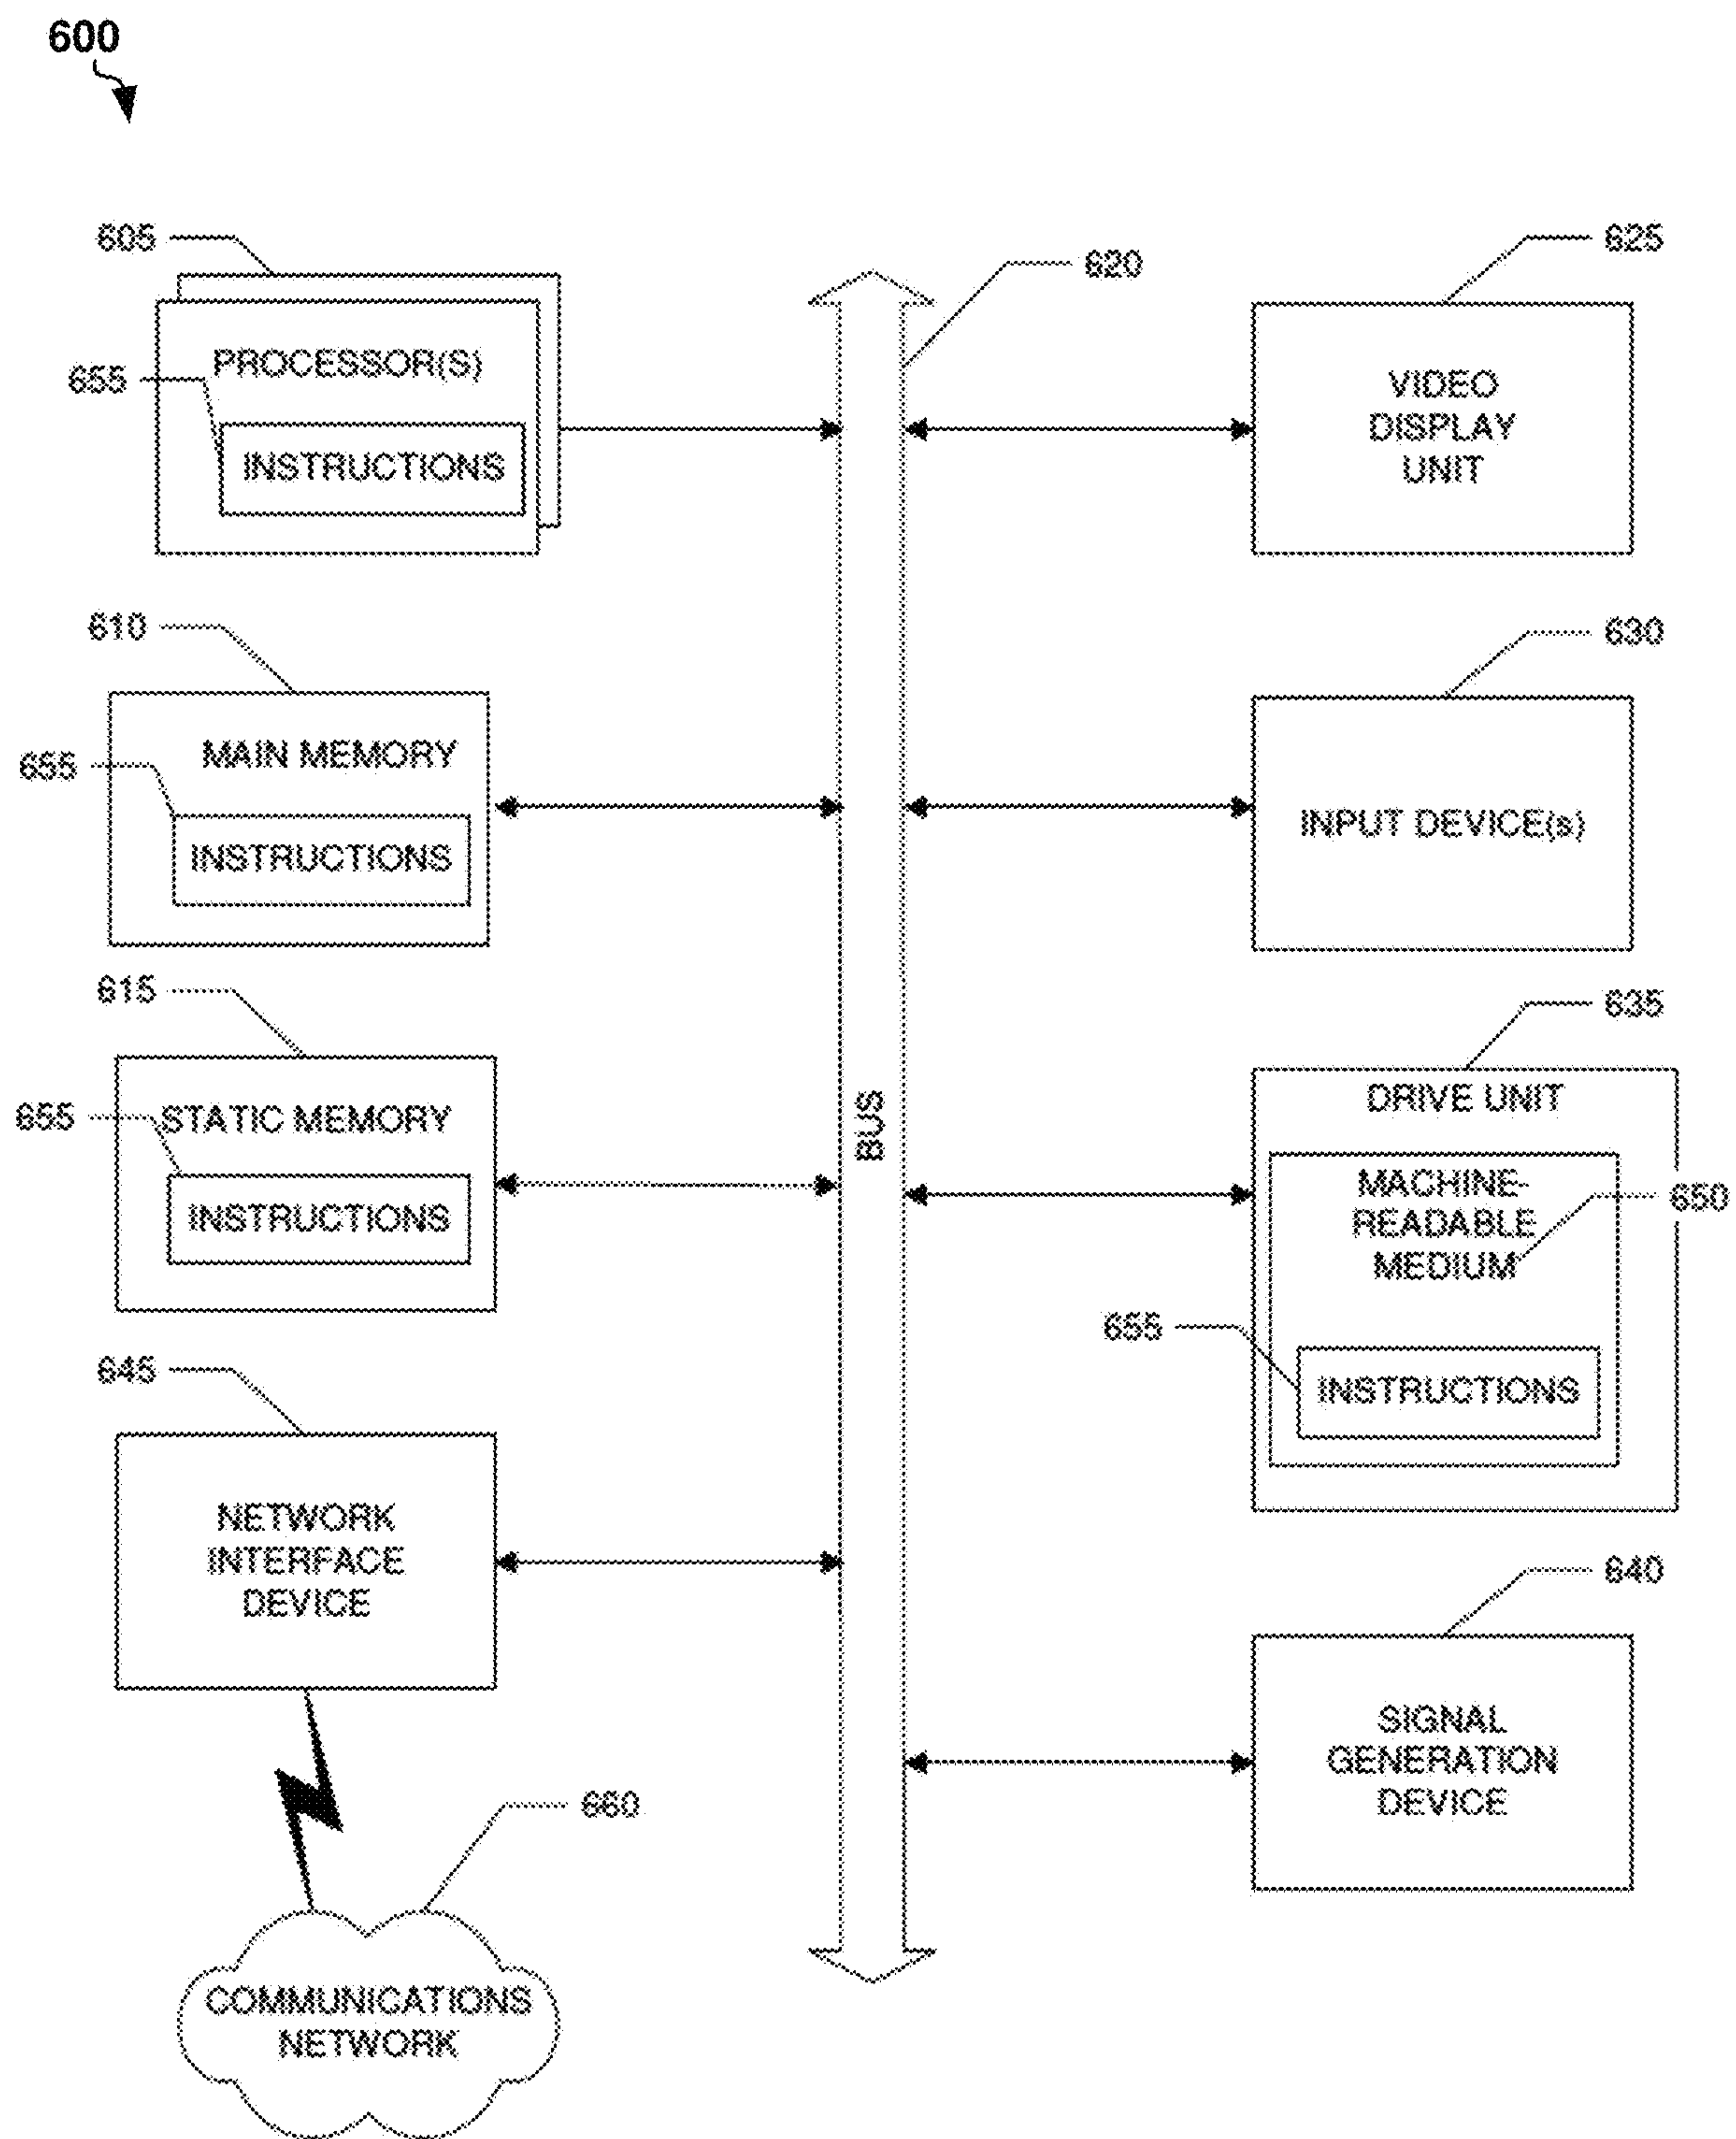 600
605
PROCESSOR(S)
655
INSTRUCTIONS
610
MAIN MEMORY
655
INSTRUCTIONS
615
STATIC MEMORY
655
INSTRUCTIONS
645
NETWORK
INTERFACE
DEVICE
660
COMMUNICATIONS
NETWORK
620
BUS
625
VIDEO
DISPLAY
UNIT
630
INPUT DEVICE(s)
635
DRIVE UNIT
MACHINE-
READABLE
MEDIUM
650
655
INSTRUCTIONS
640
SIGNAL
GENERATION
DEVICE